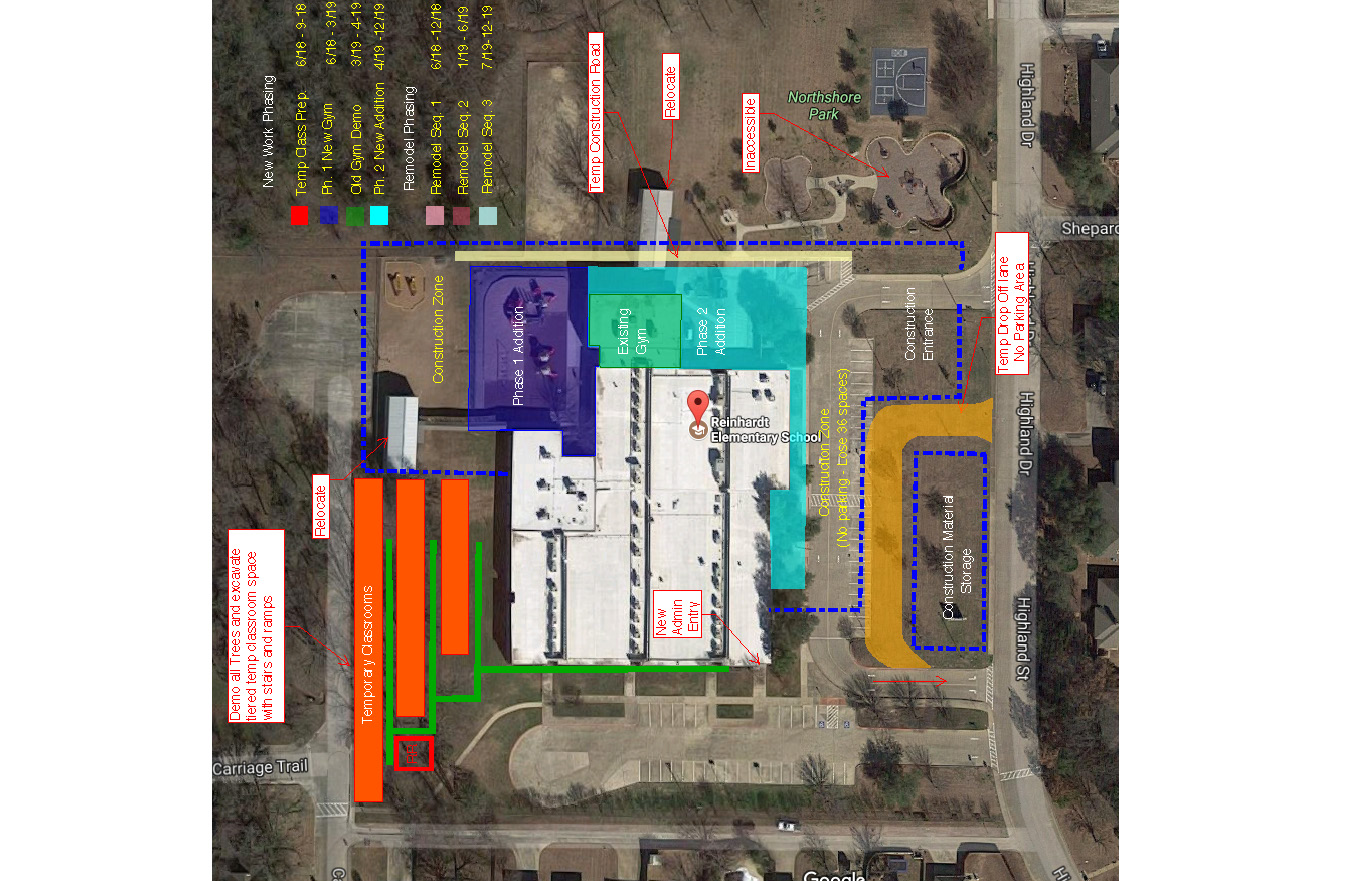 New Work Phasing
Temp Class Prep. 6/18 - 9-18
Ph. 1 New Gym 6/18 - 3/19
Old Gym Demo 3/19 - 4-19
Ph. 2 New Addition 4/19 -12/19
Remodel Phasing
Remodel Seq. 1 6/18 -12/18
Remodel Seq. 2 1/19 - 6/19
Remodel Seq. 3 7/19-12-19
Temp Construction Road
Relocate
Inaccessible
Northshore
Park
Highland Dr
Shepard
Construction Zone
Phase 1 Addition
Existing
Gym
Phase 2
Addition
Construction
Entrance
Temp Drop Off lane
No Parking Area
Reinhardt
Elementary School
Construction Zone
(No parking - Lose 36 spaces)
Highland Dr
Relocate
Demo all Trees and excavate
tiered temp classroom space
with stairs and ramps
Temporary Classrooms
New
Admin
Entry
Construction Material
Storage
Highland St
Carriage Trail
Google